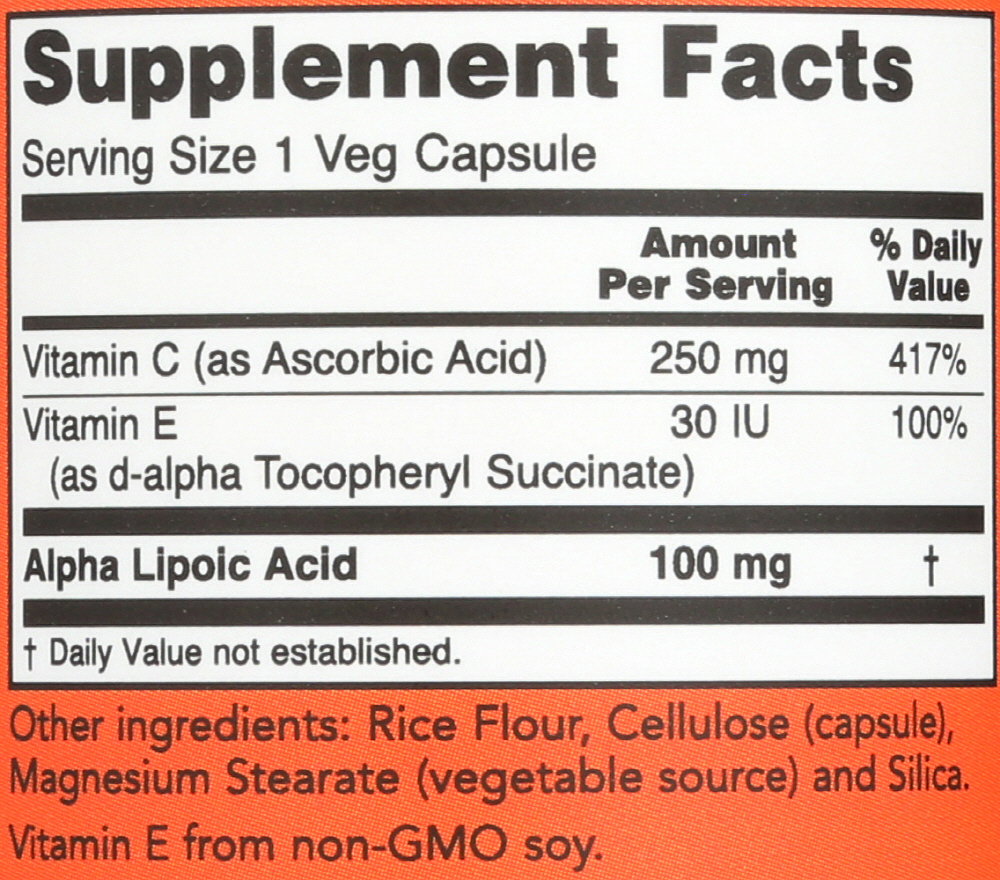 Supplement Facts
Serving Size 1 Veg Capsule
Amount % Daily
Per Serving Value
Vitamin C (as Ascorbic Acid) 250 mg 417%
Vitamin E 30 IU 100%
(as d-alpha Tocopheryl Succinate)
Alpha Lipoic Acid 100 mg †
† Daily Value not established.
Other ingredients: Rice Flour, Cellulose (capsule),
Magnesium Stearate (vegetable source) and Silica.
Vitamin E from non-GMO soy.